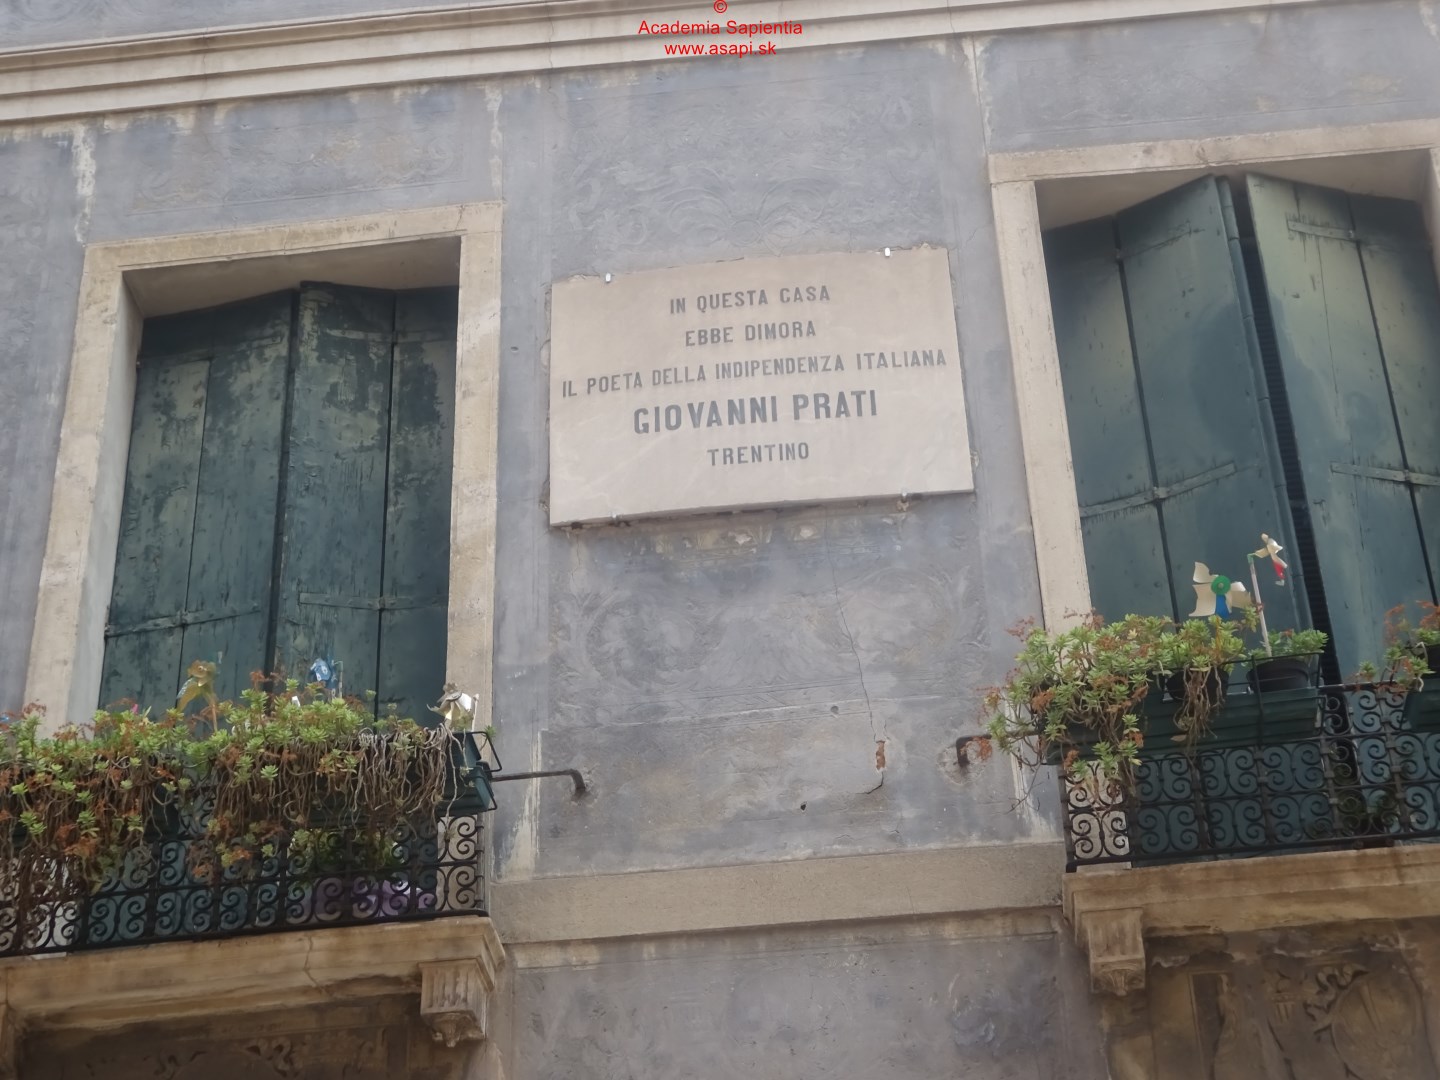 ©
Academia Sapientia
www.asapi.sk
IN QUESTA CASA
EBBE DIMORA
IL POETA DELLA INDIPENDENZA ITALIANA
GIOVANNI PRATI
TRENTINO